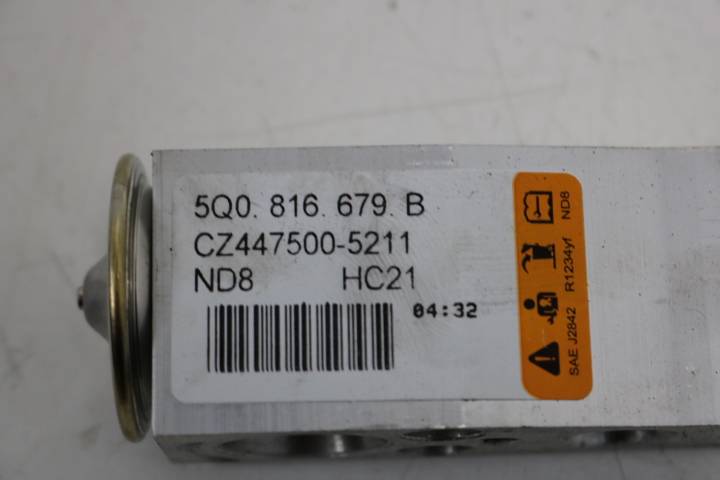 5Q0. 816. 679. B
CZ447500-5211
ND8 HC21
04:32
SAE J2842 R1234yf ND8